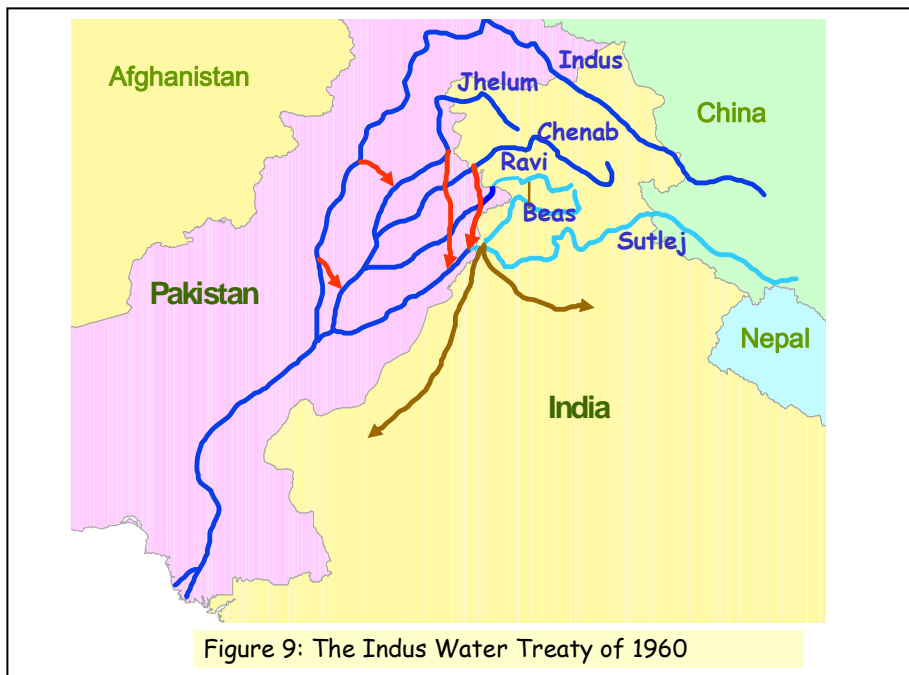 Afghanistan
Indus
Jhelum
China
Chenab
Ravi
Beas
Sutlej
Pakistan
Nepal
India
Figure 9: The Indus Water Treaty of 1960